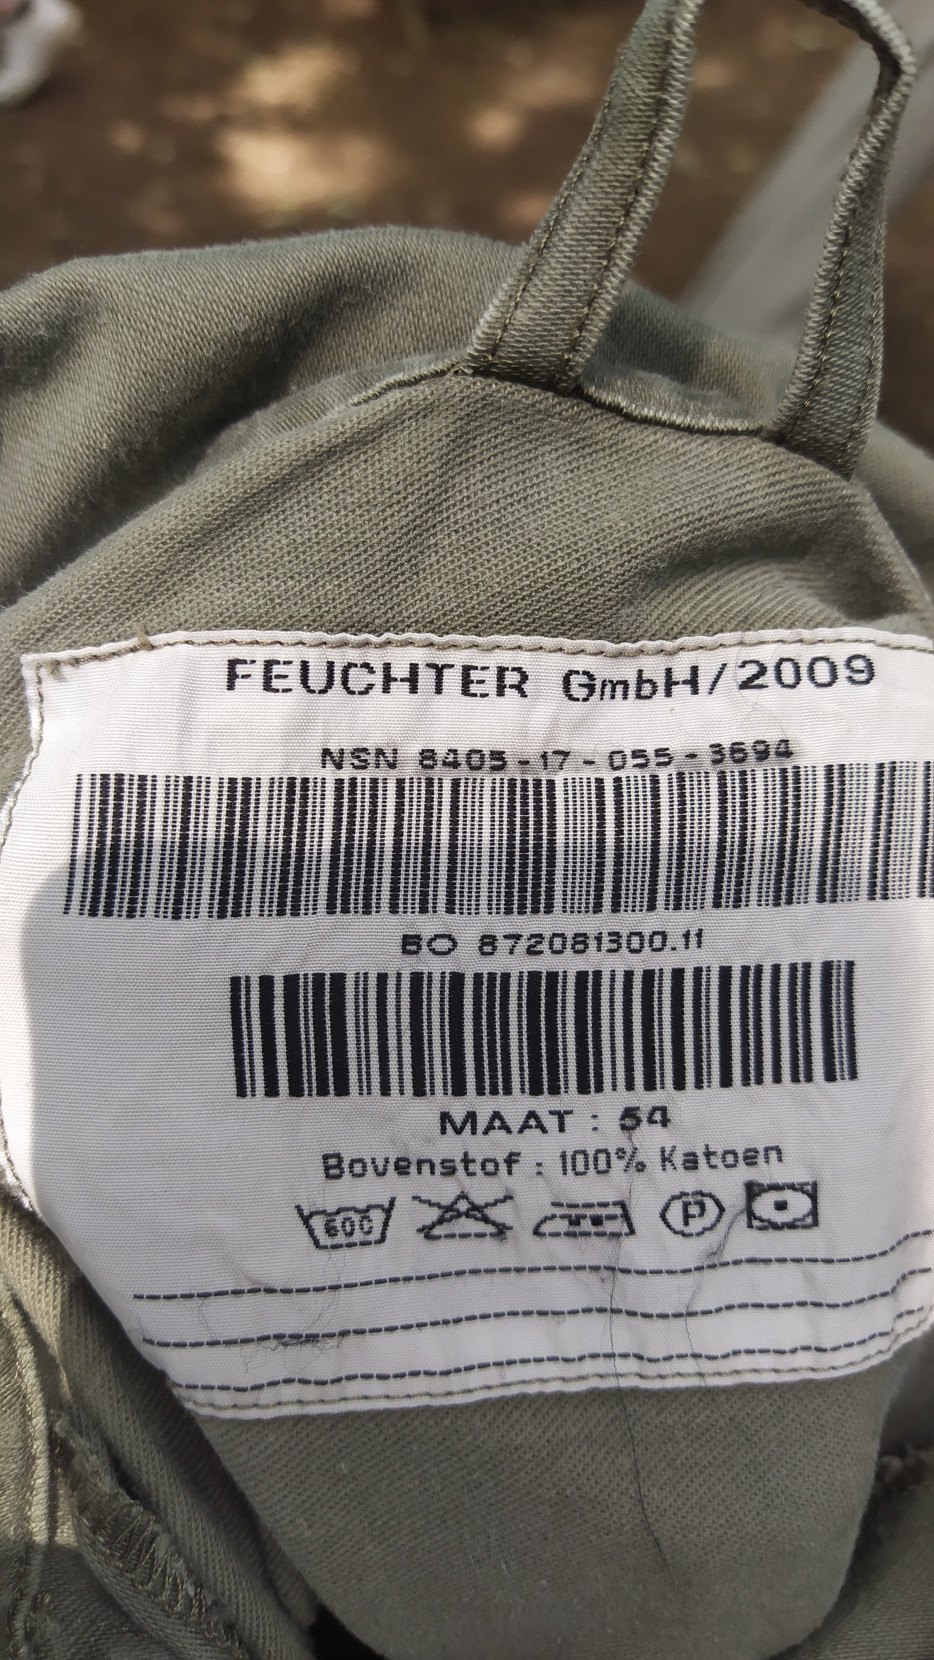 FEUCHTER GmbH/2009
NSN 8405-17-055-3694
BO 872081300.11
MAAT : 54
Bovenstof : 100% Katoen
60C P